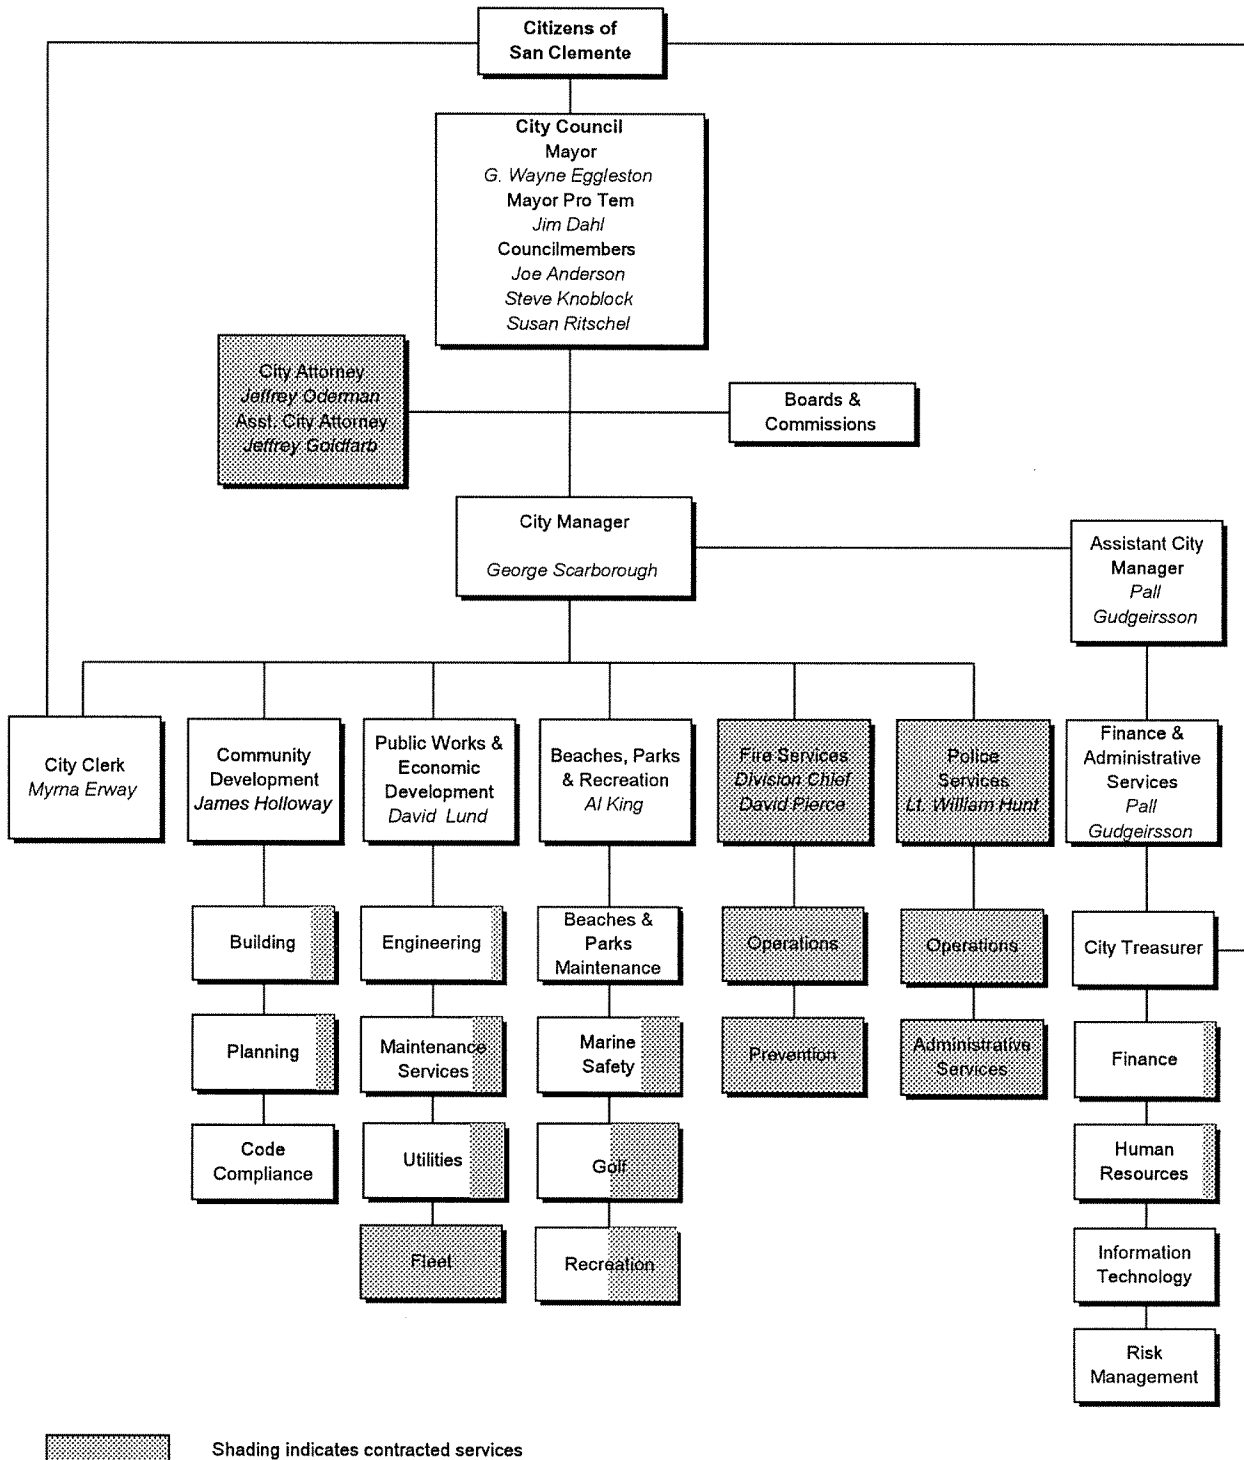 Citizens of
San Clemente
City Council
Mayor
G. Wayne Eggleston
Mayor Pro Tem
Jim Dahl
Councilmembers
Joe Anderson
Steve Knoblock
Susan Ritschel
City Attorney
Jeffrey Oderman
Asst. City Attorney
Jeffrey Goldfarb
Boards &
Commissions
City Manager
George Scarborough
Assistant City
Manager
Pall
Gudgeirsson
City Clerk
Myrna Erway
Community
Development
James Holloway
Public Works &
Economic
Development
David Lund
Beaches, Parks
& Recreation
Al King
Fire Services
Division Chief
David Pierce
Police
Services
Lt. William Hunt
Finance &
Administrative
Services
Pall
Gudgeirsson
Building
Planning
Code
Compliance
Engineering
Maintenance
Services
Utilities
Fleet
Beaches &
Parks
Maintenance
Marine
Safety
Golf
Recreation
Operations
Prevention
Operations
Administrative
Services
City Treasurer
Finance
Human
Resources
Information
Technology
Risk
Management
Shading indicates contracted services